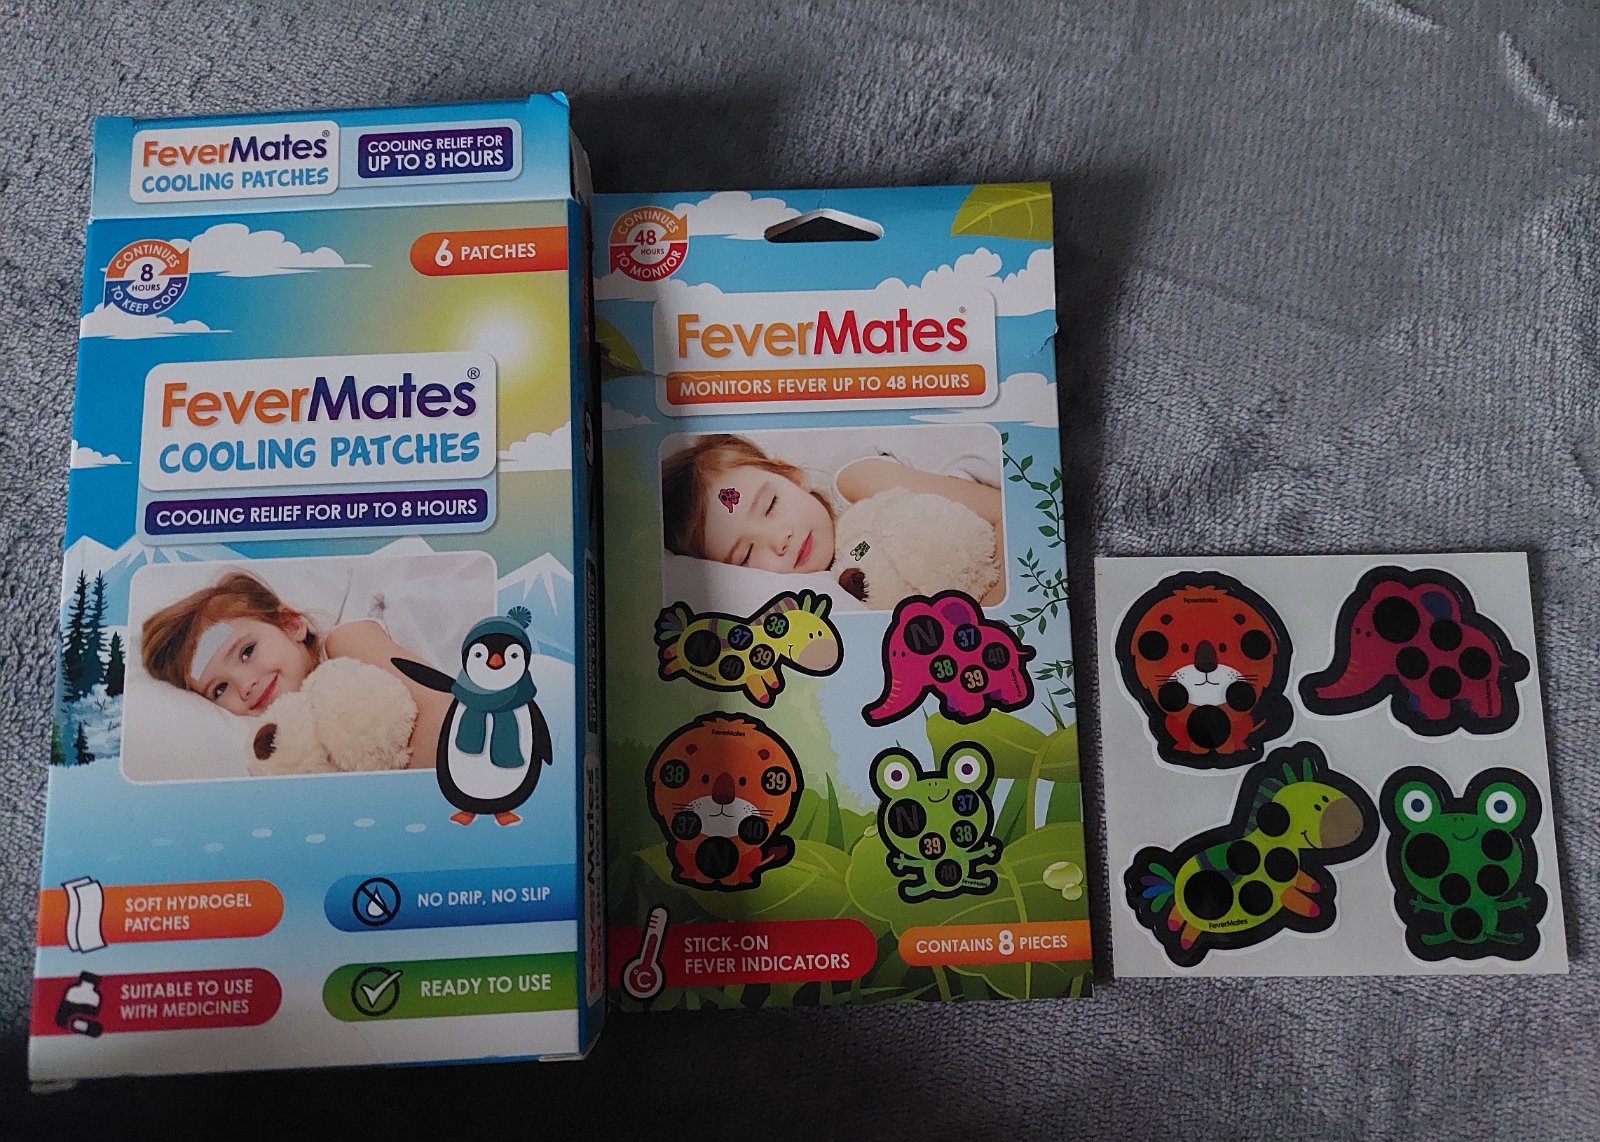 FeverMates®
COOLING PATCHES
COOLING RELIEF FOR
UP TO 8 HOURS
CONTINUES
8
HOURS
TO KEEP COOL
6 PATCHES
FeverMates®
COOLING PATCHES
COOLING RELIEF FOR UP TO 8 HOURS
SOFT HYDROGEL
PATCHES
NO DRIP, NO SLIP
SUITABLE TO USE
WITH MEDICINES
READY TO USE
CONTINUES
48
HOURS
TO MONITOR
FeverMates®
MONITORS FEVER UP TO 48 HOURS
N 37 38
40 39
FeverMates
N 37
38 39 40
FeverMates
FeverMates
38 39
37 40
N
N 37
39 38
40
FeverMates
°C
STICK-ON
FEVER INDICATORS
CONTAINS 8 PIECES
FeverMates
FeverMates